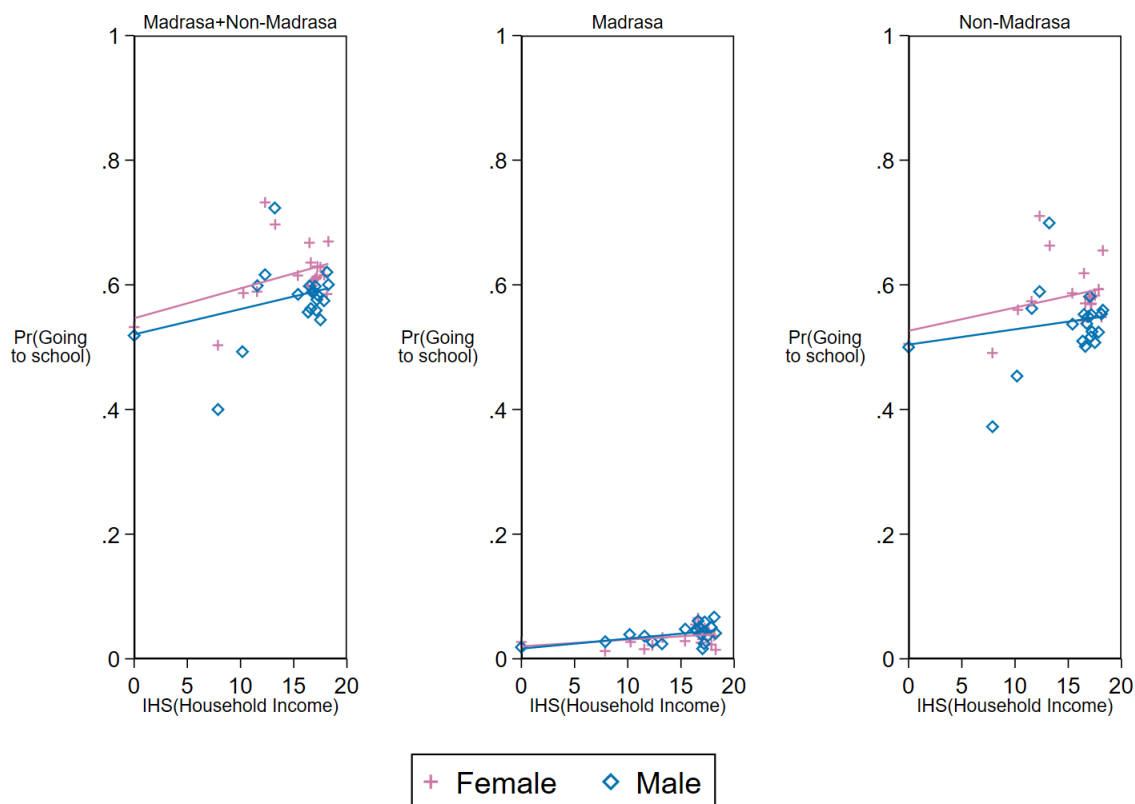 Madrasa+Non-Madrasa
1
.8
.6
Pr(Going
to school)
.4
.2
0
0 5 10 15 20
IHS(Household Income)
Madrasa
1
.8
.6
Pr(Going
to school)
.4
.2
0
0 5 10 15 20
IHS(Household Income)
Non-Madrasa
1
.8
.6
Pr(Going
to school)
.4
.2
0
0 5 10 15 20
IHS(Household Income)
Female Male